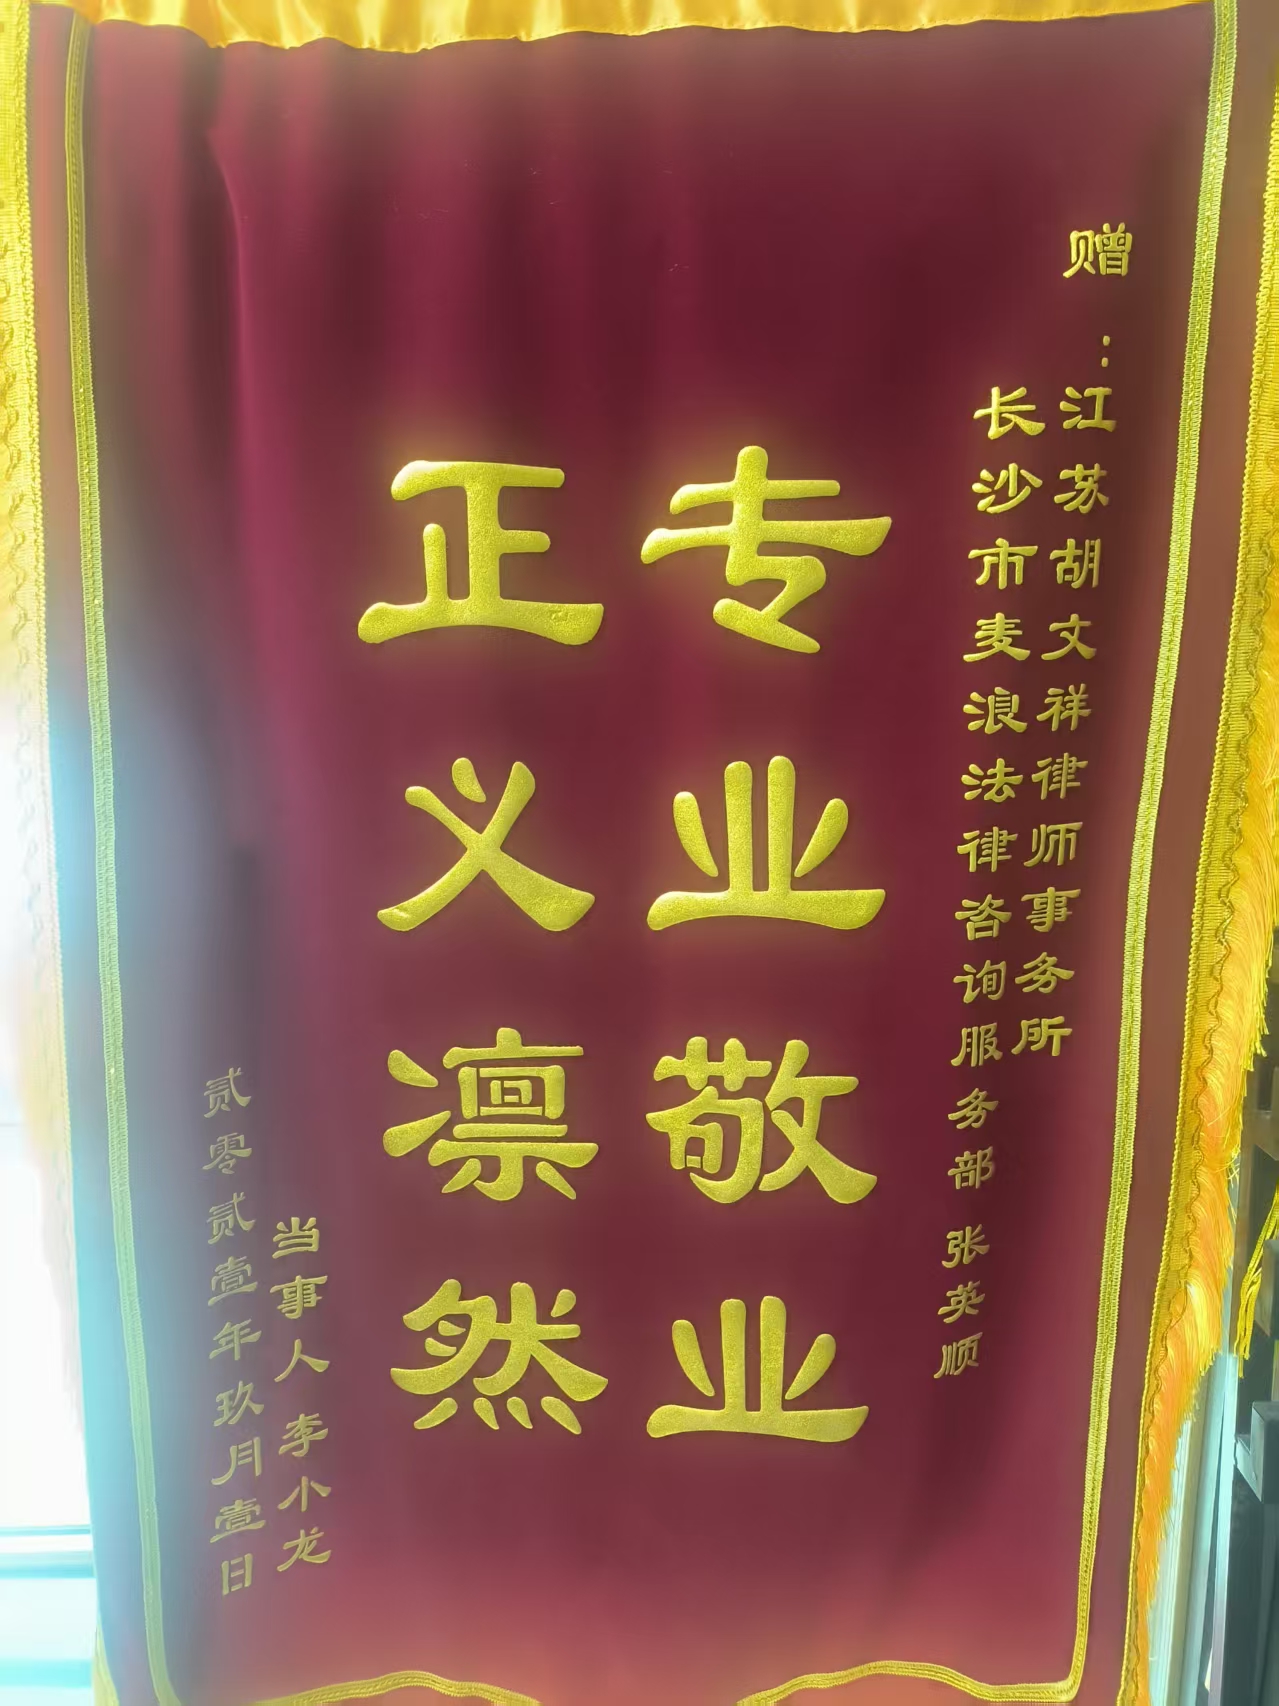 赠：江苏胡文祥律师事务所
长沙市麦浪法律咨询服务部 张英顺
专业敬业
正义凛然
当事人 李小龙
贰零贰壹年玖月壹日